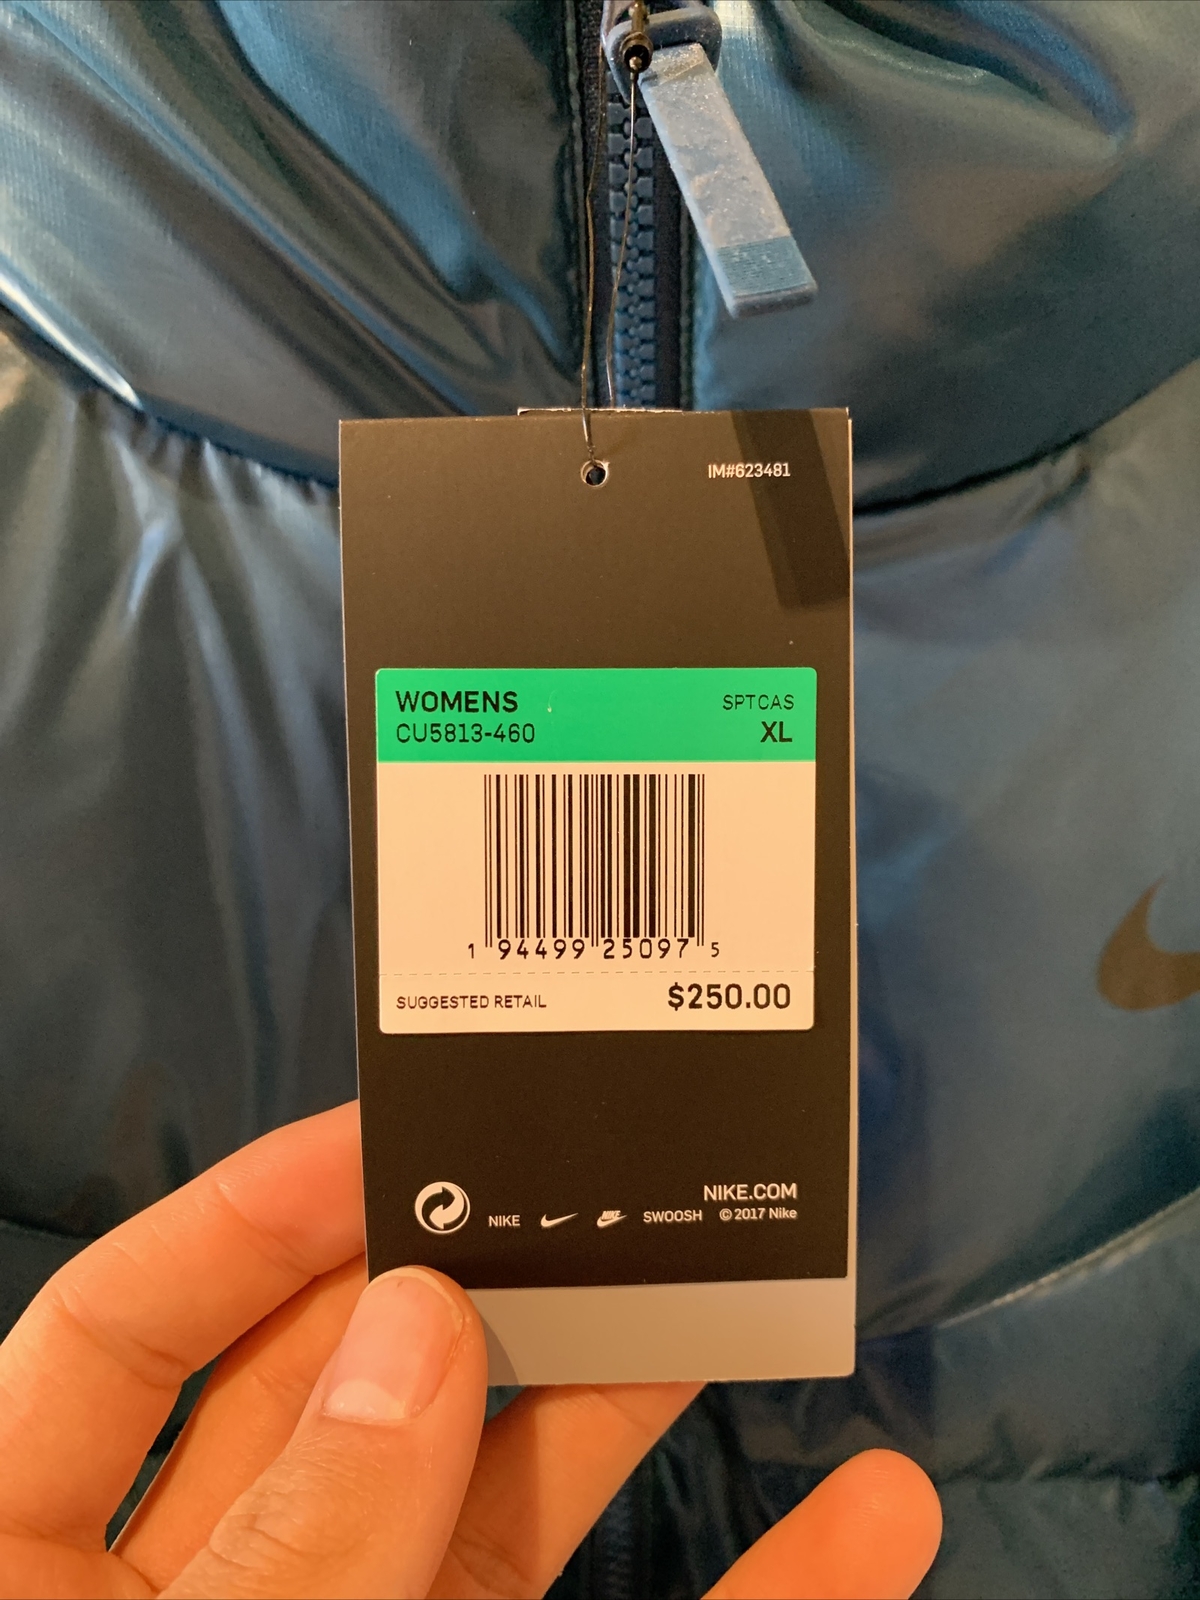 IM#623481
WOMENS SPTCAS
CU5813-460 XL
1 94499 25097 5
SUGGESTED RETAIL $250.00
NIKE.COM
NIKE NIKE SWOOSH © 2017 Nike